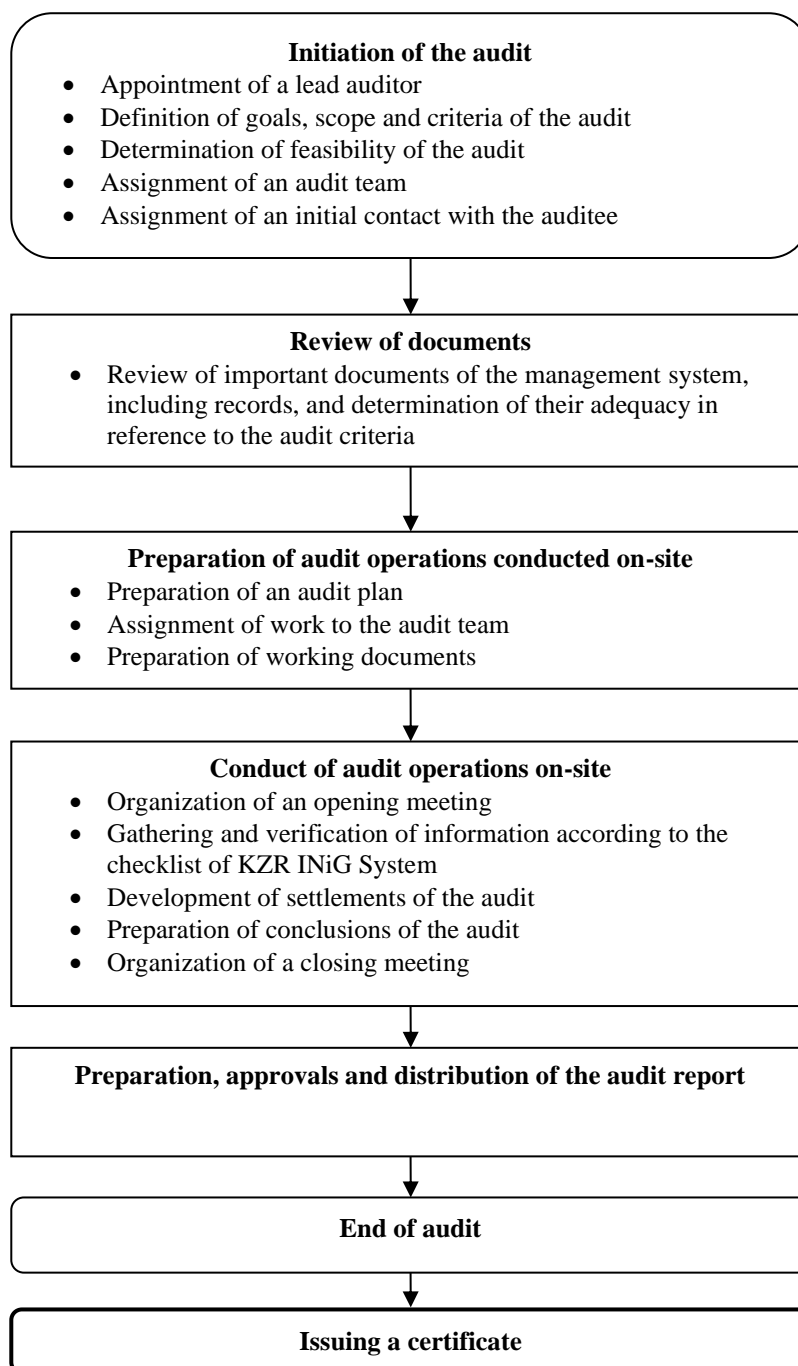 Initiation of the audit
• Appointment of a lead auditor
• Definition of goals, scope and criteria of the audit
• Determination of feasibility of the audit
• Assignment of an audit team
• Assignment of an initial contact with the auditee
Review of documents
• Review of important documents of the management system,
including records, and determination of their adequacy in
reference to the audit criteria
Preparation of audit operations conducted on-site
• Preparation of an audit plan
• Assignment of work to the audit team
• Preparation of working documents
Conduct of audit operations on-site
• Organization of an opening meeting
• Gathering and verification of information according to the
checklist of KZR INiG System
• Development of settlements of the audit
• Preparation of conclusions of the audit
• Organization of a closing meeting
Preparation, approvals and distribution of the audit report
End of audit
Issuing a certificate